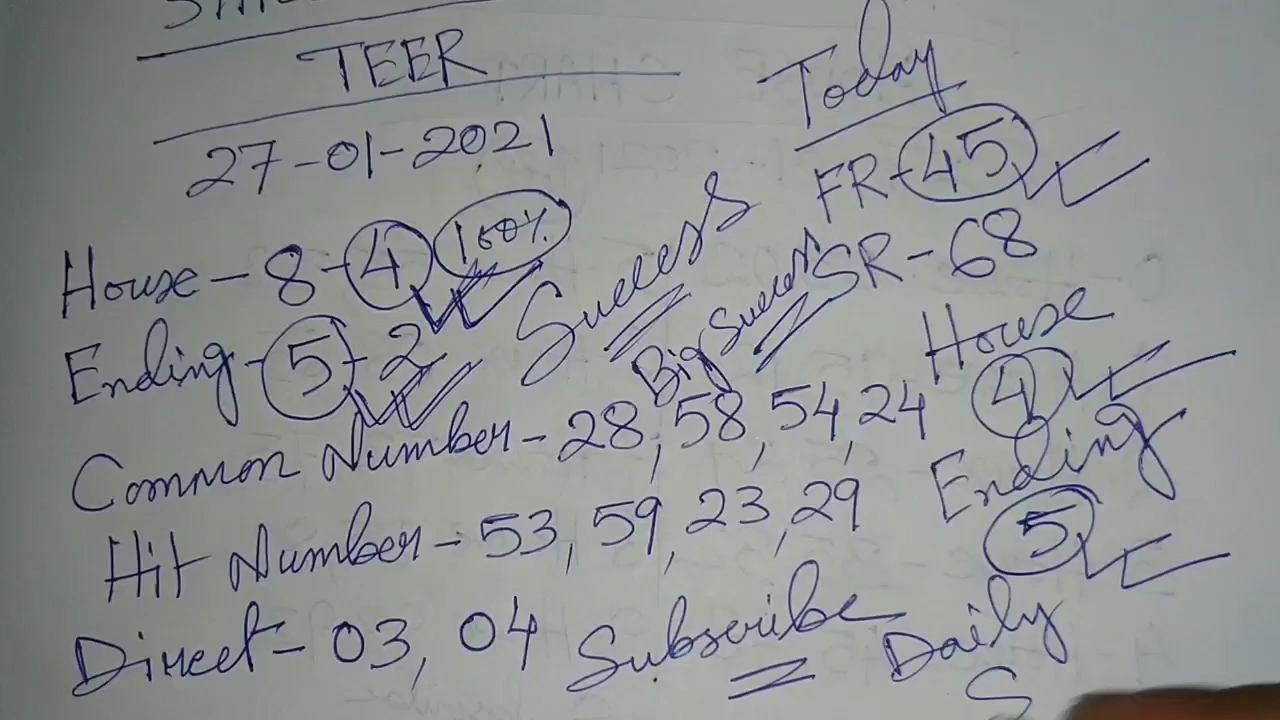 TEER
27-01-2021
Today
FR-45
SR-68
House-8-4 100%
Success
Ending-5-2
Big Success
Common Number-28,58,54,24
Hit Number-53,59,23,29
Direct-03, 04
House
4
Ending
5
Subscribe
Daily
S